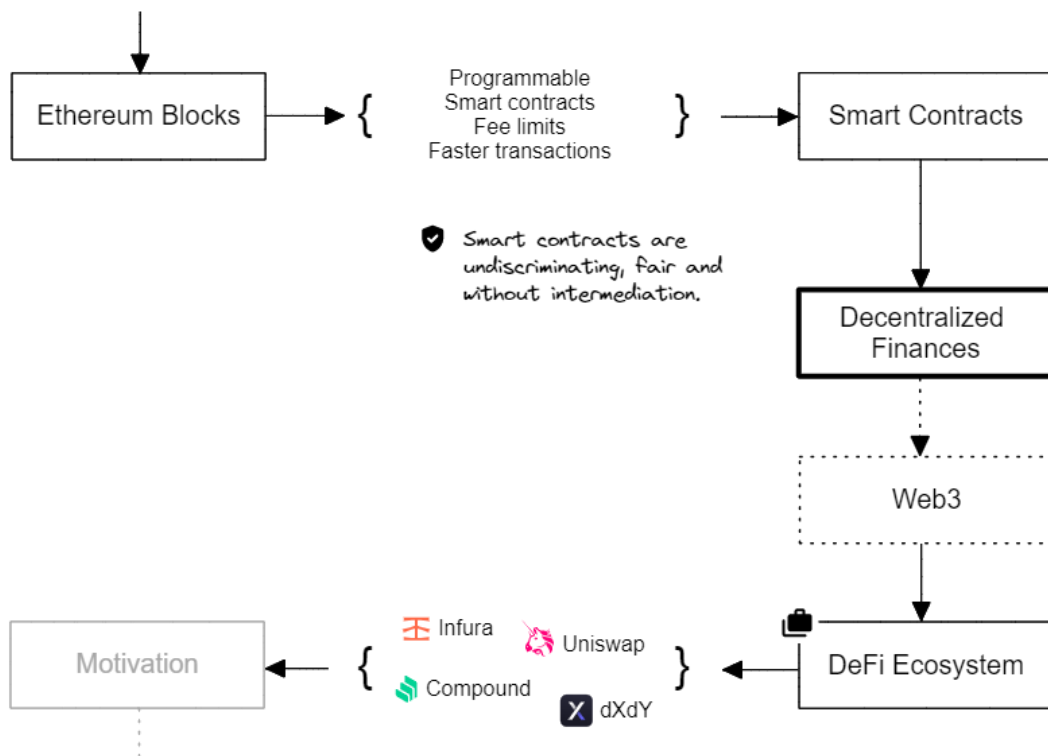 Ethereum Blocks
{
Programmable
Smart contracts
Fee limits
Faster transactions
}
Smart Contracts
Smart contracts are
undiscriminating, fair and
without intermediation.
Decentralized
Finances
Web3
Motivation
{
Infura
Uniswap
Compound
dXdY
}
DeFi Ecosystem